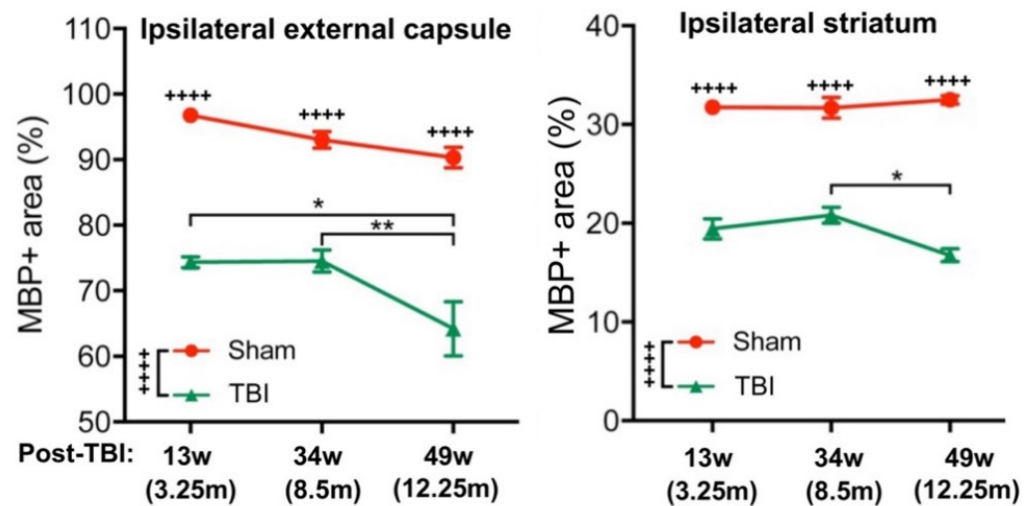 Ipsilateral external capsule
MBP+ area (%)
110
100
90
80
70
60
50
++++
++++
++++
*
**
++++
Sham
TBI
Post-TBI:
13w
(3.25m)
34w
(8.5m)
49w
(12.25m)
Ipsilateral striatum
MBP+ area (%)
40
30
20
10
0
++++
++++
++++
*
++++
Sham
TBI
13w
(3.25m)
34w
(8.5m)
49w
(12.25m)